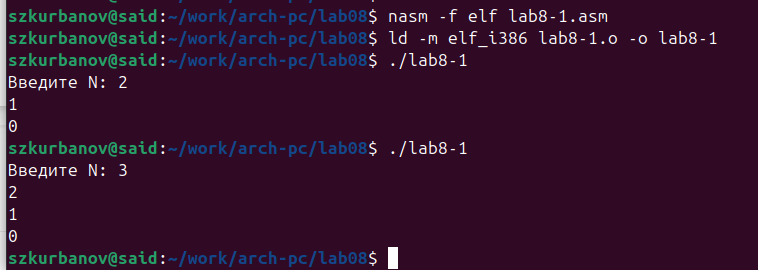 szkurbanov@said:~/work/arch-pc/lab08$ nasm -f elf lab8-1.asm
szkurbanov@said:~/work/arch-pc/lab08$ ld -m elf_i386 lab8-1.o -o lab8-1
szkurbanov@said:~/work/arch-pc/lab08$ ./lab8-1
Введите N: 2
1
0
szkurbanov@said:~/work/arch-pc/lab08$ ./lab8-1
Введите N: 3
2
1
0
szkurbanov@said:~/work/arch-pc/lab08$